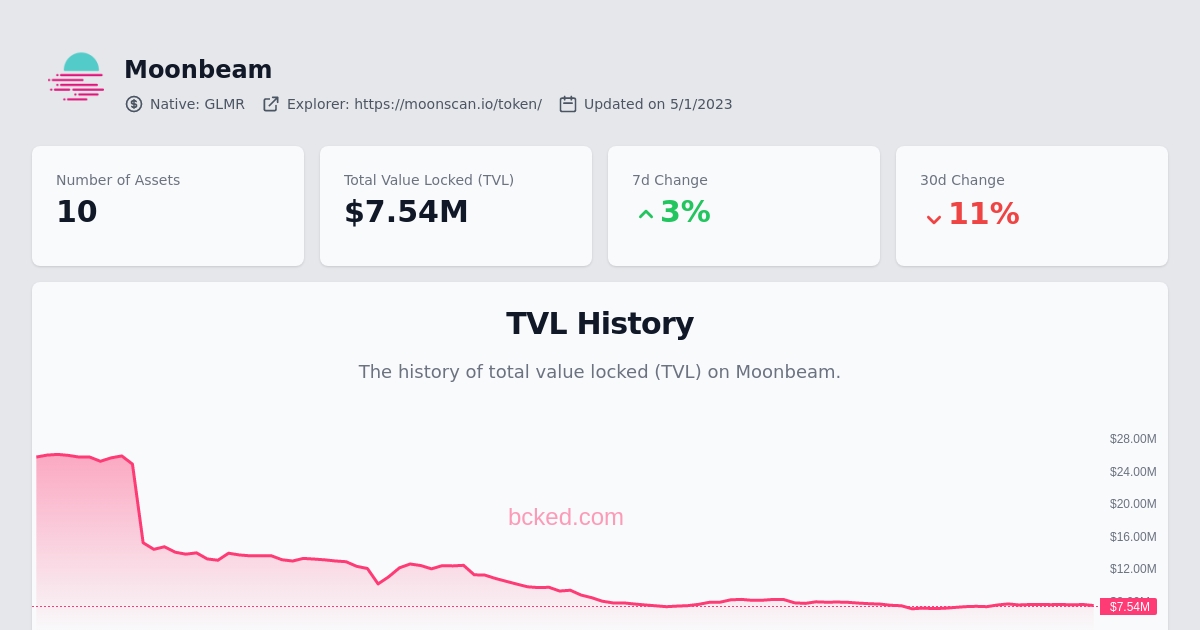 Moonbeam
Native: GLMR Explorer: https://moonscan.io/token/ Updated on 5/1/2023
Number of Assets
10
Total Value Locked (TVL)
$7.54M
7d Change
3%
30d Change
11%
TVL History
The history of total value locked (TVL) on Moonbeam.
$28.00M
$24.00M
$20.00M
bcked.com
$16.00M
$12.00M
$7.54M